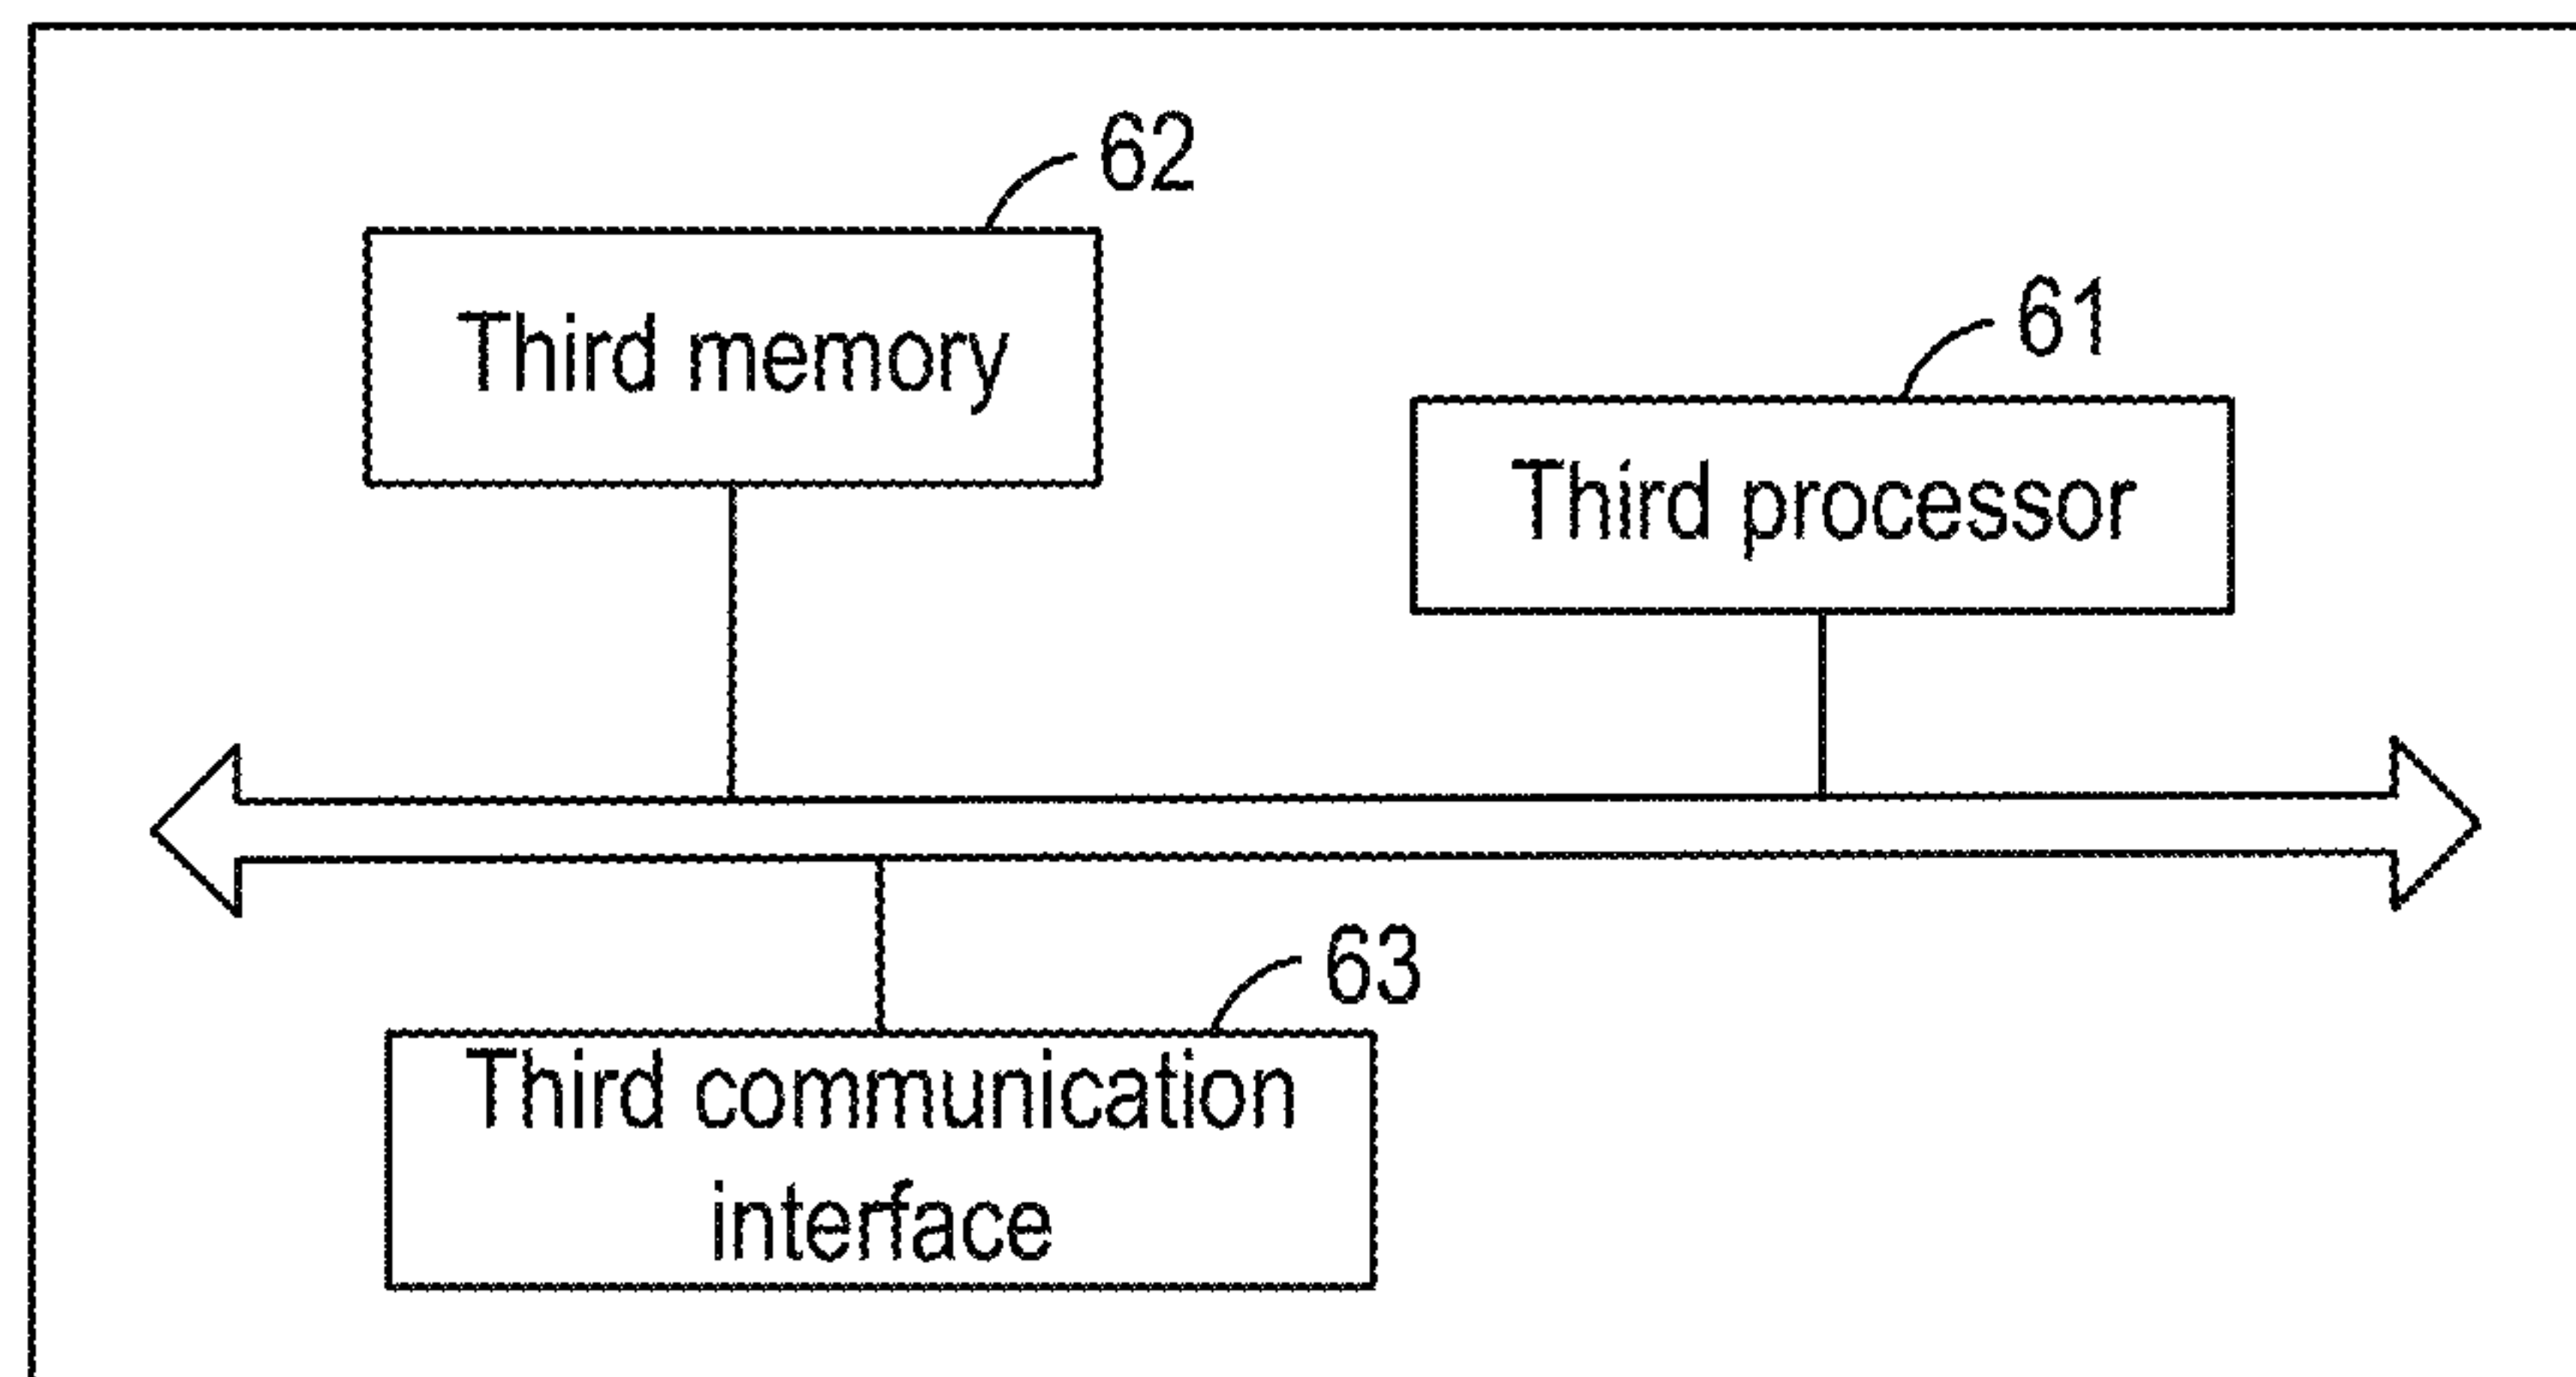 62
Third memory
61
Third processor
63
Third communication
interface